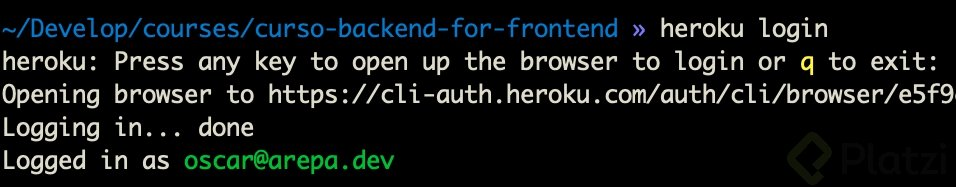 ~/Develop/courses/curso-backend-for-frontend » heroku login
heroku: Press any key to open up the browser to login or q to exit:
Opening browser to https://cli-auth.heroku.com/auth/cli/browser/e5f9
Logging in... done
Logged in as oscar@arepa.dev
Platzi